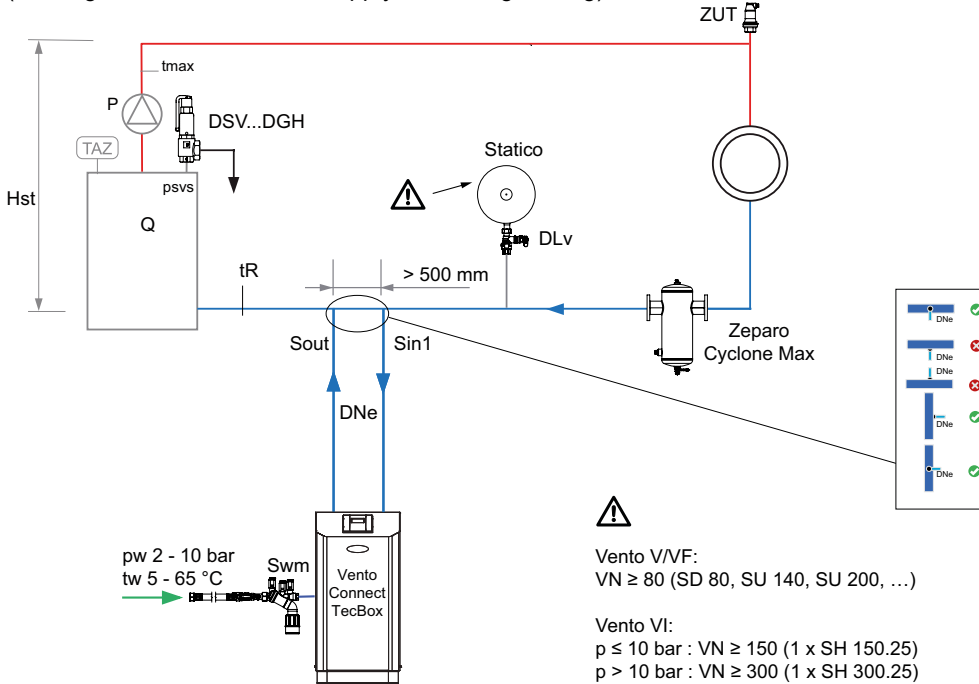 ZUT
tmax
P
DSV...DGH
TAZ
Statico
psvs
Hst
Q
DLv
tR
> 500 mm
Zeparo
Cyclone Max
Sout
Sin1
DNe
DNe
DNe
DNe
DNe
DNe
pw 2 - 10 bar
tw 5 - 65 °C
Swm
Vento
Connect
TecBox
Vento V/VF:
VN ≥ 80 (SD 80, SU 140, SU 200, …)
Vento VI:
p ≤ 10 bar : VN ≥ 150 (1 x SH 150.25)
p > 10 bar : VN ≥ 300 (1 x SH 300.25)